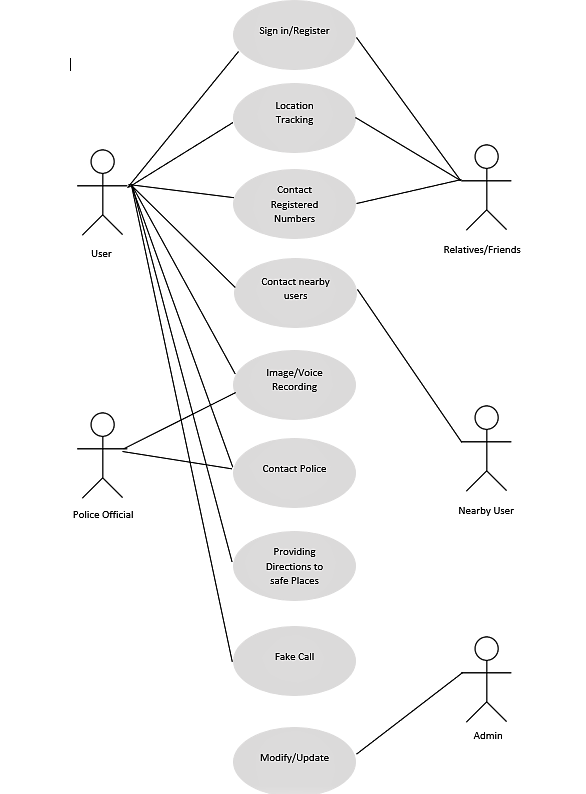 Sign in/Register
Location
Tracking
Contact
Registered
Numbers
User
Relatives/Friends
Contact nearby
users
Image/Voice
Recording
Contact Police
Police Official
Nearby User
Providing
Directions to
safe Places
Fake Call
Admin
Modify/Update